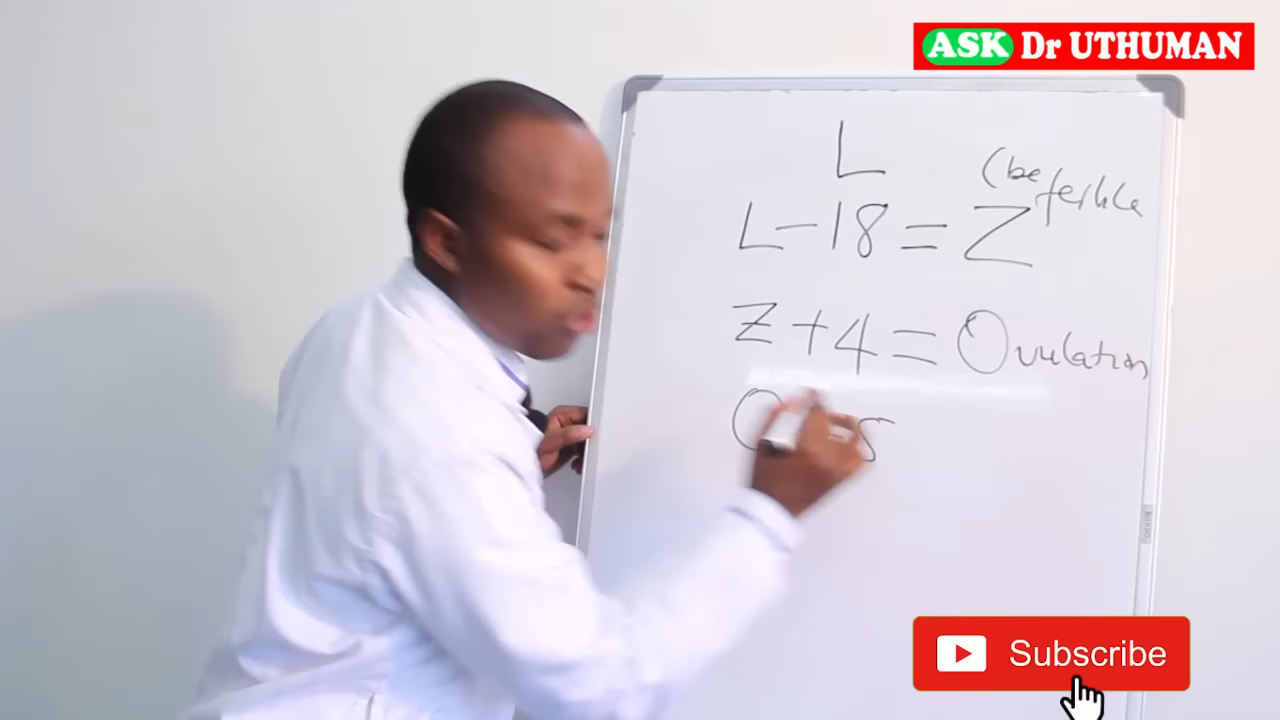 ASK Dr UTHUMAN
L
(be fertile
L-18 = Z
Z+4 = Ovulation
Subscribe